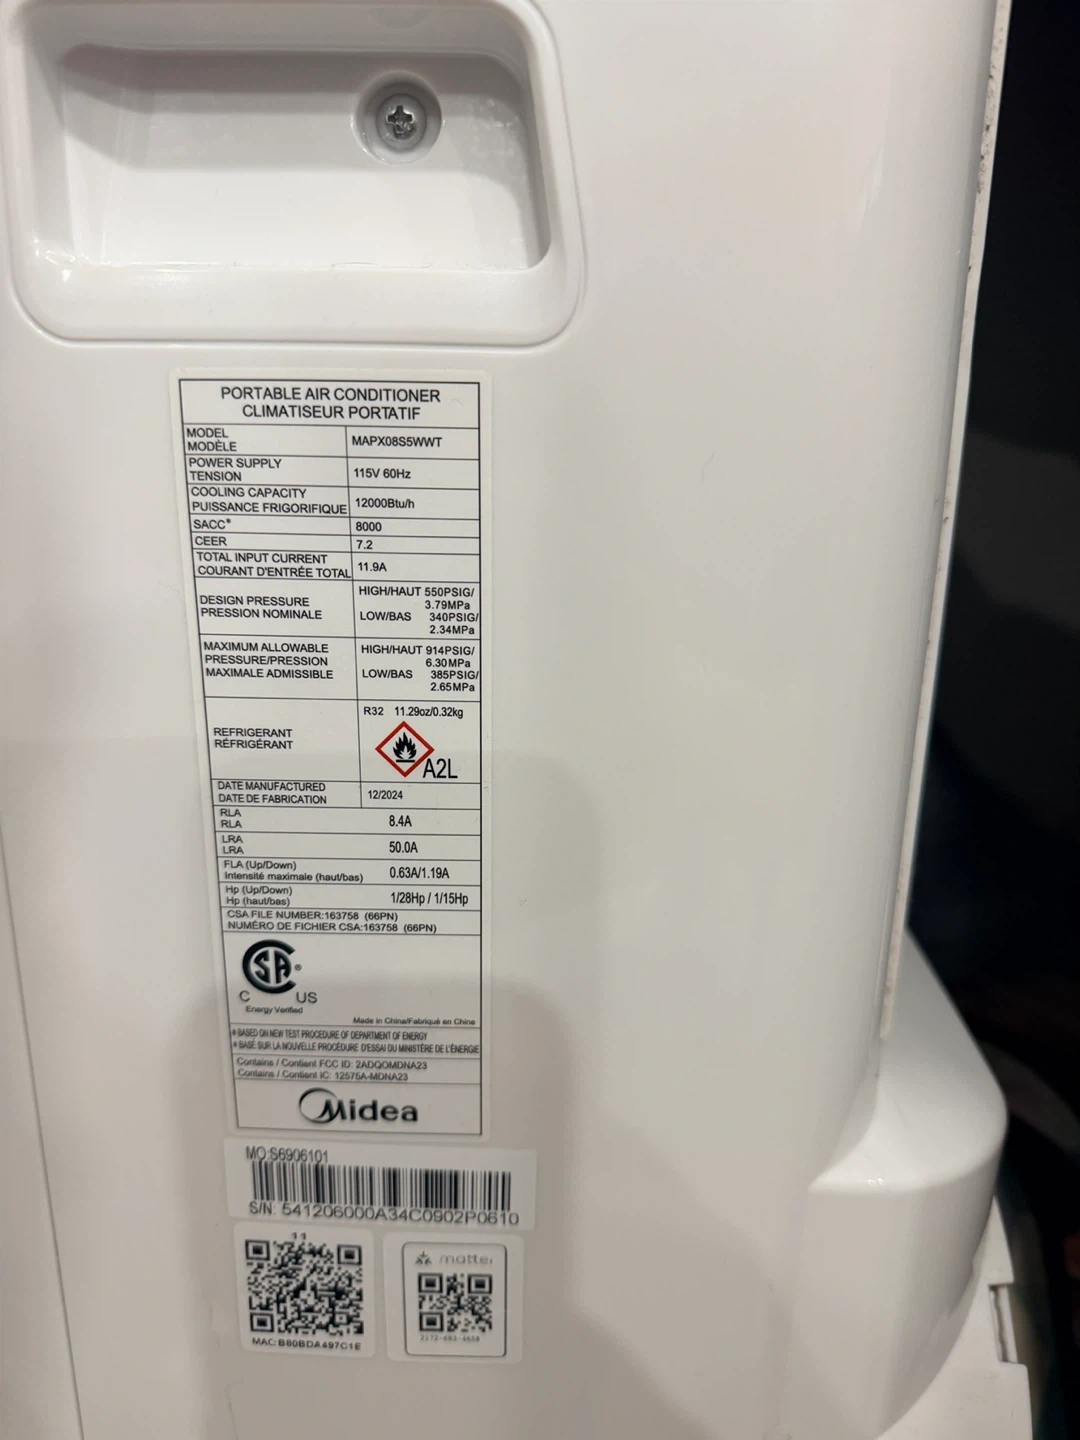 PORTABLE AIR CONDITIONER
CLIMATISEUR PORTATIF
MODEL
MODÈLE
MAPX08S5WWT
POWER SUPPLY
TENSION
115V 60Hz
COOLING CAPACITY
PUISSANCE FRIGORIFIQUE
12000Btu/h
SACC*
8000
CEER
7.2
TOTAL INPUT CURRENT
COURANT D'ENTRÉE TOTAL
11.9A
DESIGN PRESSURE
PRESSION NOMINALE
HIGH/HAUT 550PSIG/
3.79MPa
LOW/BAS 340PSIG/
2.34MPa
MAXIMUM ALLOWABLE
PRESSURE/PRESSION
MAXIMALE ADMISSIBLE
HIGH/HAUT 914PSIG/
6.30MPa
LOW/BAS 385PSIG/
2.65MPa
REFRIGERANT
RÉFRIGÉRANT
R32 11.29oz/0.32kg
A2L
DATE MANUFACTURED
DATE DE FABRICATION
12/2024
RLA
RLA
8.4A
LRA
LRA
50.0A
FLA (Up/Down)
Intensité maximale (haut/bas)
0.63A/1.19A
Hp (Up/Down)
Hp (haut/bas)
1/28Hp / 1/15Hp
CSA FILE NUMBER:163758 (66PN)
NUMÉRO DE FICHIER CSA:163758 (66PN)
CSA ®
C US
Energy Verified
Made in China/Fabriqué en Chine
* BASED ON NEW TEST PROCEDURE OF DEPARTMENT OF ENERGY
* BASÉ SUR LA NOUVELLE PROCÉDURE D'ESSAI DU MINISTÈRE DE L'ÉNERGIE
Contains / Contient FCC ID: 2ADQOMDNA23
Contains / Contient IC: 12575A-MDNA23
Midea
MO:S6906101
S/N: 541206000A34C0902P0610
11
MAC:B80BDA497C1E
matter